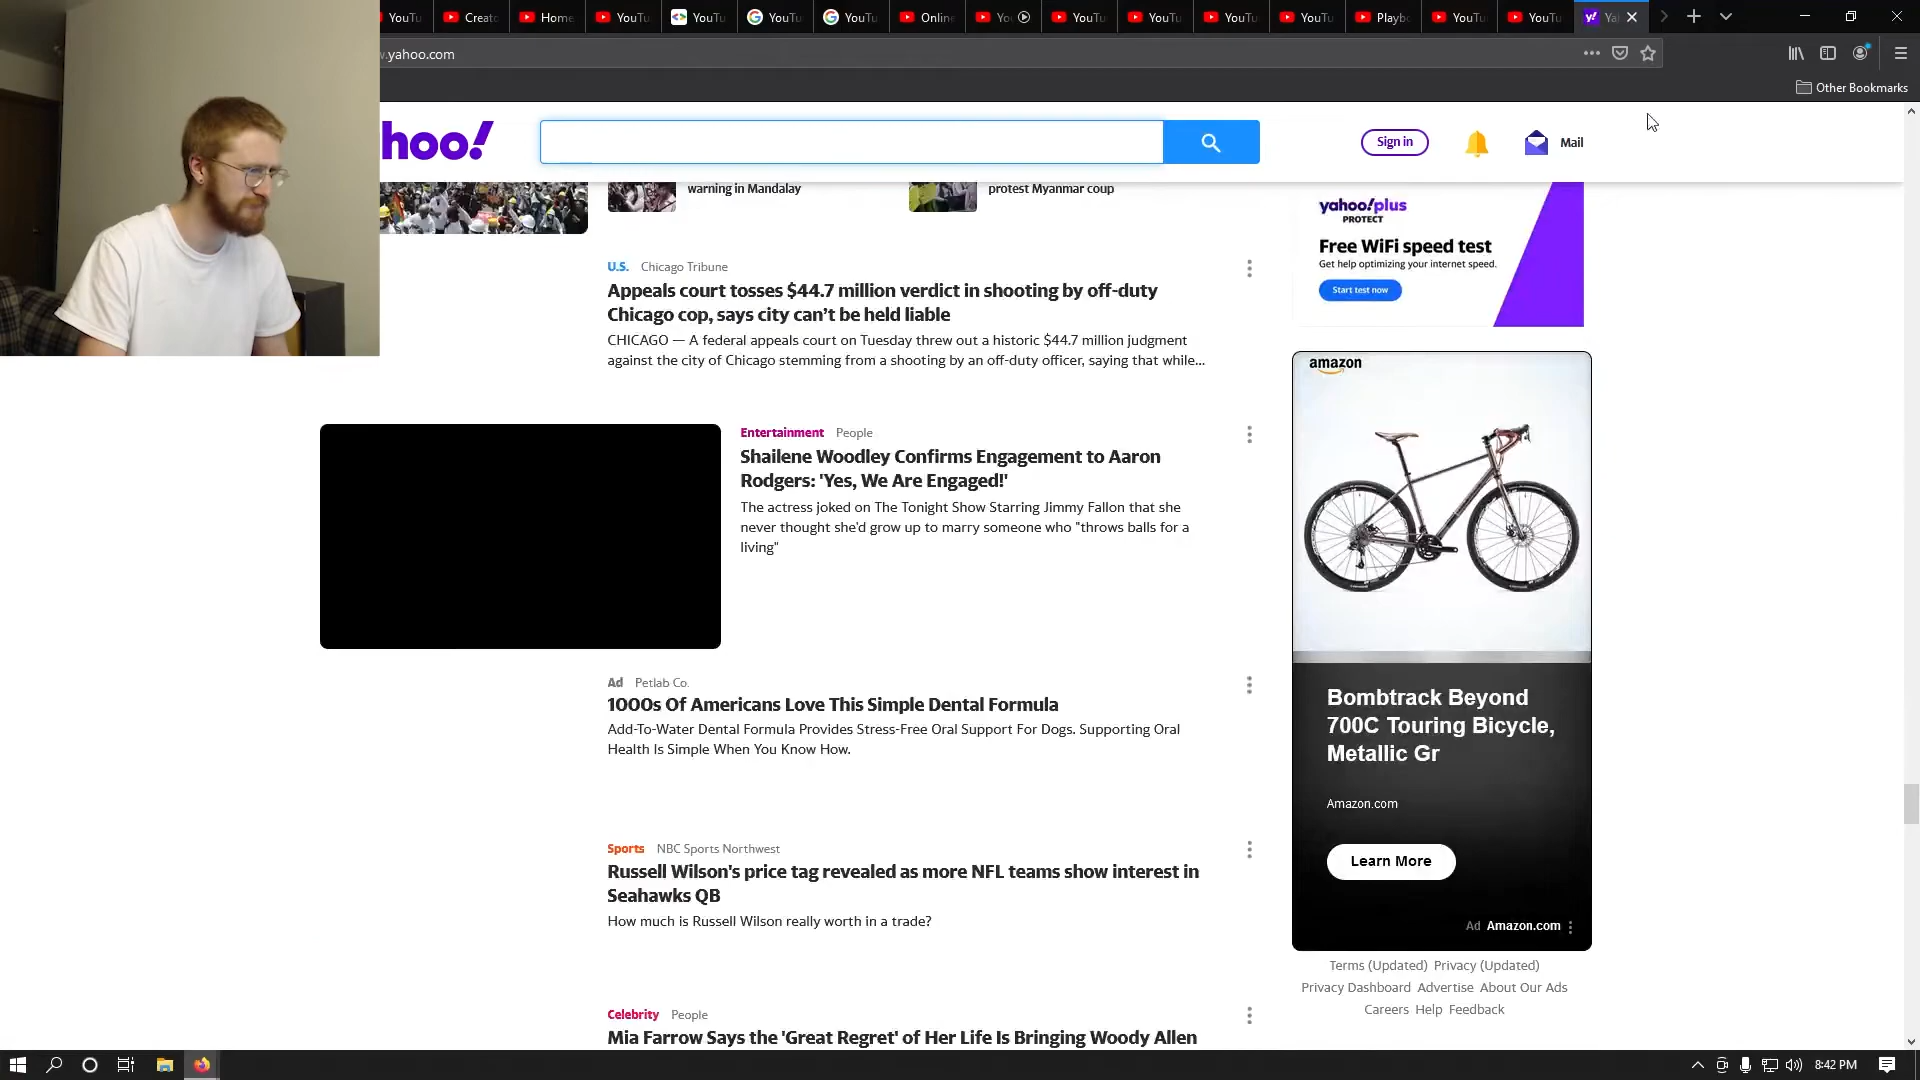 YouTu
Creato
Home
YouTu
YouTu
YouTu
YouTu
Online
Yo
YouTu
YouTu
YouTu
YouTu
Playbo
YouTu
YouTu
.yahoo.com
Other Bookmarks
hoo!
Sign in
Mail
warning in Mandalay
protest Myanmar coup
U.S. Chicago Tribune
Appeals court tosses $44.7 million verdict in shooting by off-duty
Chicago cop, says city can’t be held liable
CHICAGO — A federal appeals court on Tuesday threw out a historic $44.7 million judgment
against the city of Chicago stemming from a shooting by an off-duty officer, saying that while...
Entertainment People
Shailene Woodley Confirms Engagement to Aaron
Rodgers: 'Yes, We Are Engaged!'
The actress joked on The Tonight Show Starring Jimmy Fallon that she
never thought she'd grow up to marry someone who "throws balls for a
living"
Ad Petlab Co.
1000s Of Americans Love This Simple Dental Formula
Add-To-Water Dental Formula Provides Stress-Free Oral Support For Dogs. Supporting Oral
Health Is Simple When You Know How.
Sports NBC Sports Northwest
Russell Wilson's price tag revealed as more NFL teams show interest in
Seahawks QB
How much is Russell Wilson really worth in a trade?
Celebrity People
Mia Farrow Says the 'Great Regret' of Her Life Is Bringing Woody Allen
yahoo!plus
PROTECT
Free WiFi speed test
Get help optimizing your internet speed.
Start test now
amazon
Bombtrack Beyond
700C Touring Bicycle,
Metallic Gr
Amazon.com
Learn More
Ad Amazon.com
Terms (Updated) Privacy (Updated)
Privacy Dashboard Advertise About Our Ads
Careers Help Feedback
8:42 PM